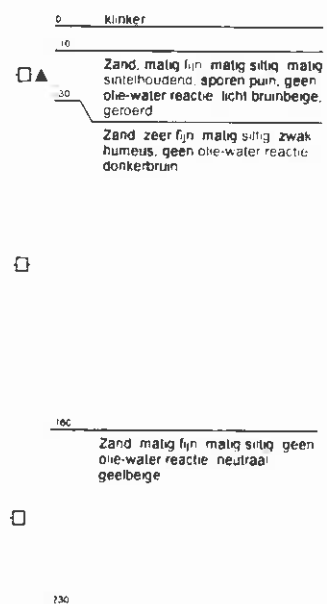 0 klinker
10
Zand, matig fijn matig siltig matig
sintelhoudend, sporen puin, geen
30 olie-water reactie licht bruinbeige,
geroerd
Zand zeer fijn matig siltig zwak
humeus, geen olie-water reactie
donkerbruin
160
Zand matig fijn matig siltig geen
olie-water reactie neutraal
geelbeige
230